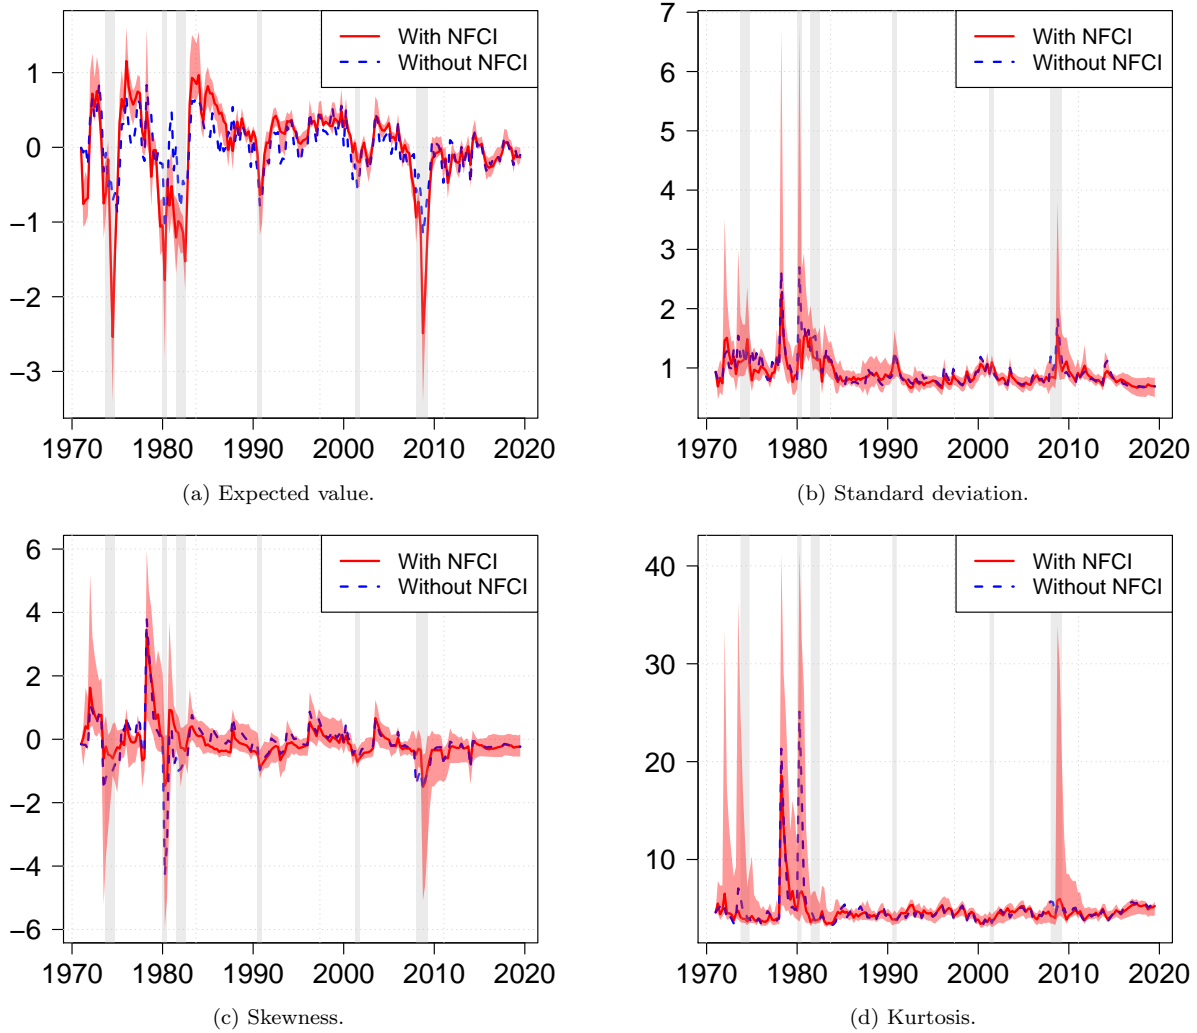 With NFCI
Without NFCI
1
0
−1
−2
−3
1970 1980 1990 2000 2010 2020
(a) Expected value.
With NFCI
Without NFCI
7
6
5
4
3
2
1
1970 1980 1990 2000 2010 2020
(b) Standard deviation.
With NFCI
Without NFCI
6
4
2
0
−2
−4
−6
1970 1980 1990 2000 2010 2020
(c) Skewness.
With NFCI
Without NFCI
40
30
20
10
1970 1980 1990 2000 2010 2020
(d) Kurtosis.